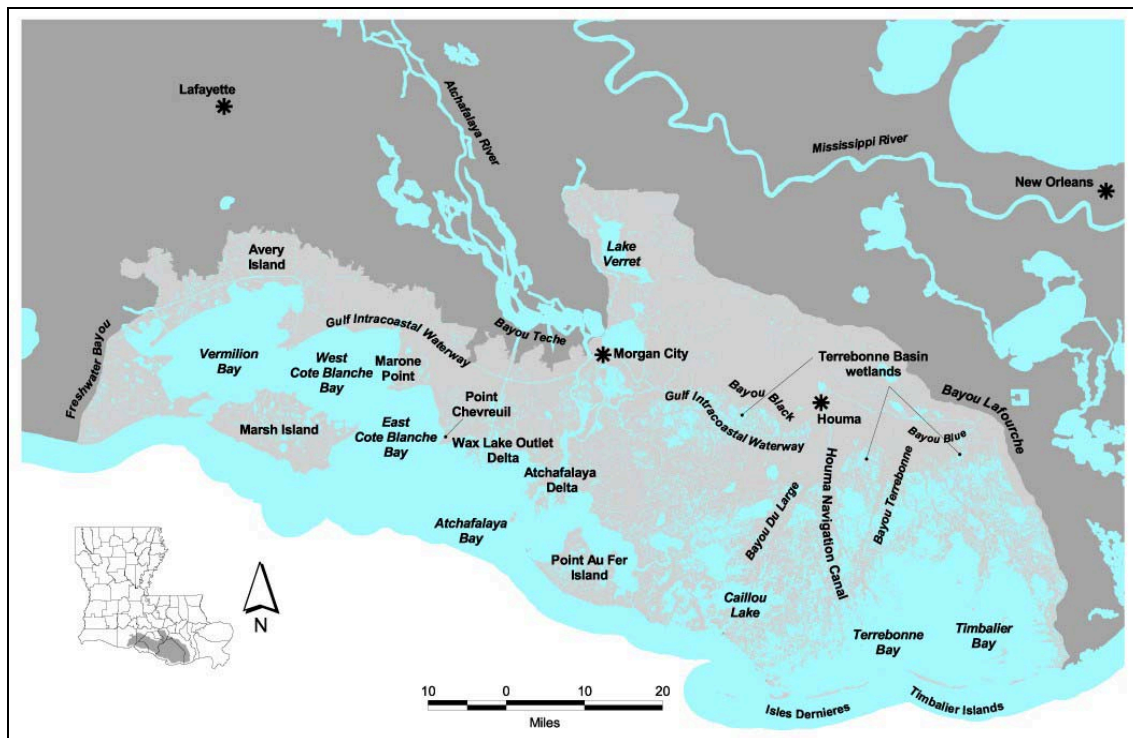 Lafayette
Atchafalaya River
Mississippi River
New Orleans
Avery
Island
Lake
Verret
Freshwater Bayou
Gulf Intracoastal Waterway
Bayou Teche
Morgan City
Vermilion
Bay
West
Cote Blanche
Bay
Marone
Point
Terrebonne Basin
wetlands
Bayou Black
Bayou Lafourche
Point
Chevreuil
Gulf Intracoastal Waterway
Houma
Marsh Island
East
Cote Blanche
Bay
Wax Lake Outlet
Delta
Bayou Blue
Atchafalaya
Delta
Bayou Du Large
Houma Navigation Canal
Bayou Terrebonne
Atchafalaya
Bay
Point Au Fer
Island
Caillou
Lake
Terrebonne
Bay
Timbalier
Bay
N
10 0 10 20
Miles
Isles Dernieres
Timbalier Islands